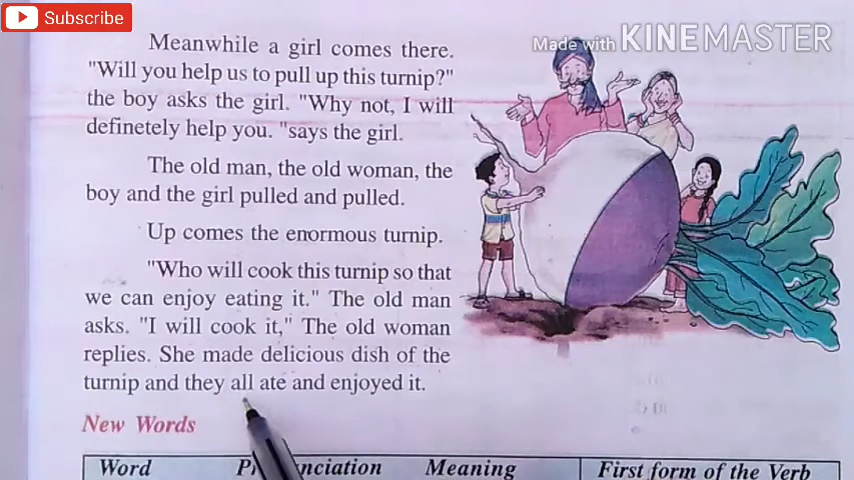 Subscribe
Made with KINEMASTER
Meanwhile a girl comes there.
"Will you help us to pull up this turnip?"
the boy asks the girl. "Why not, I will
definetely help you. "says the girl.
The old man, the old woman, the
boy and the girl pulled and pulled.
Up comes the enormous turnip.
"Who will cook this turnip so that
we can enjoy eating it." The old man
asks. "I will cook it," The old woman
replies. She made delicious dish of the
turnip and they all ate and enjoyed it.
New Words
Word Meaning First form of the Verb